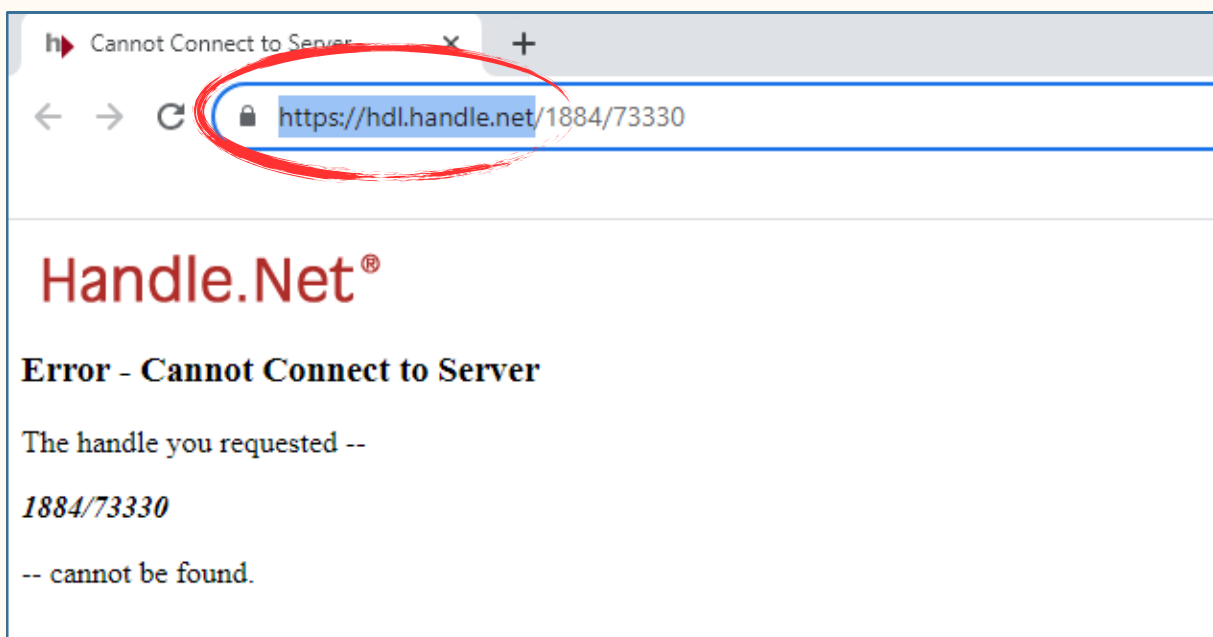 Cannot Connect to Server
https://hdl.handle.net/1884/73330
Handle.Net®
Error - Cannot Connect to Server
The handle you requested --
1884/73330
-- cannot be found.